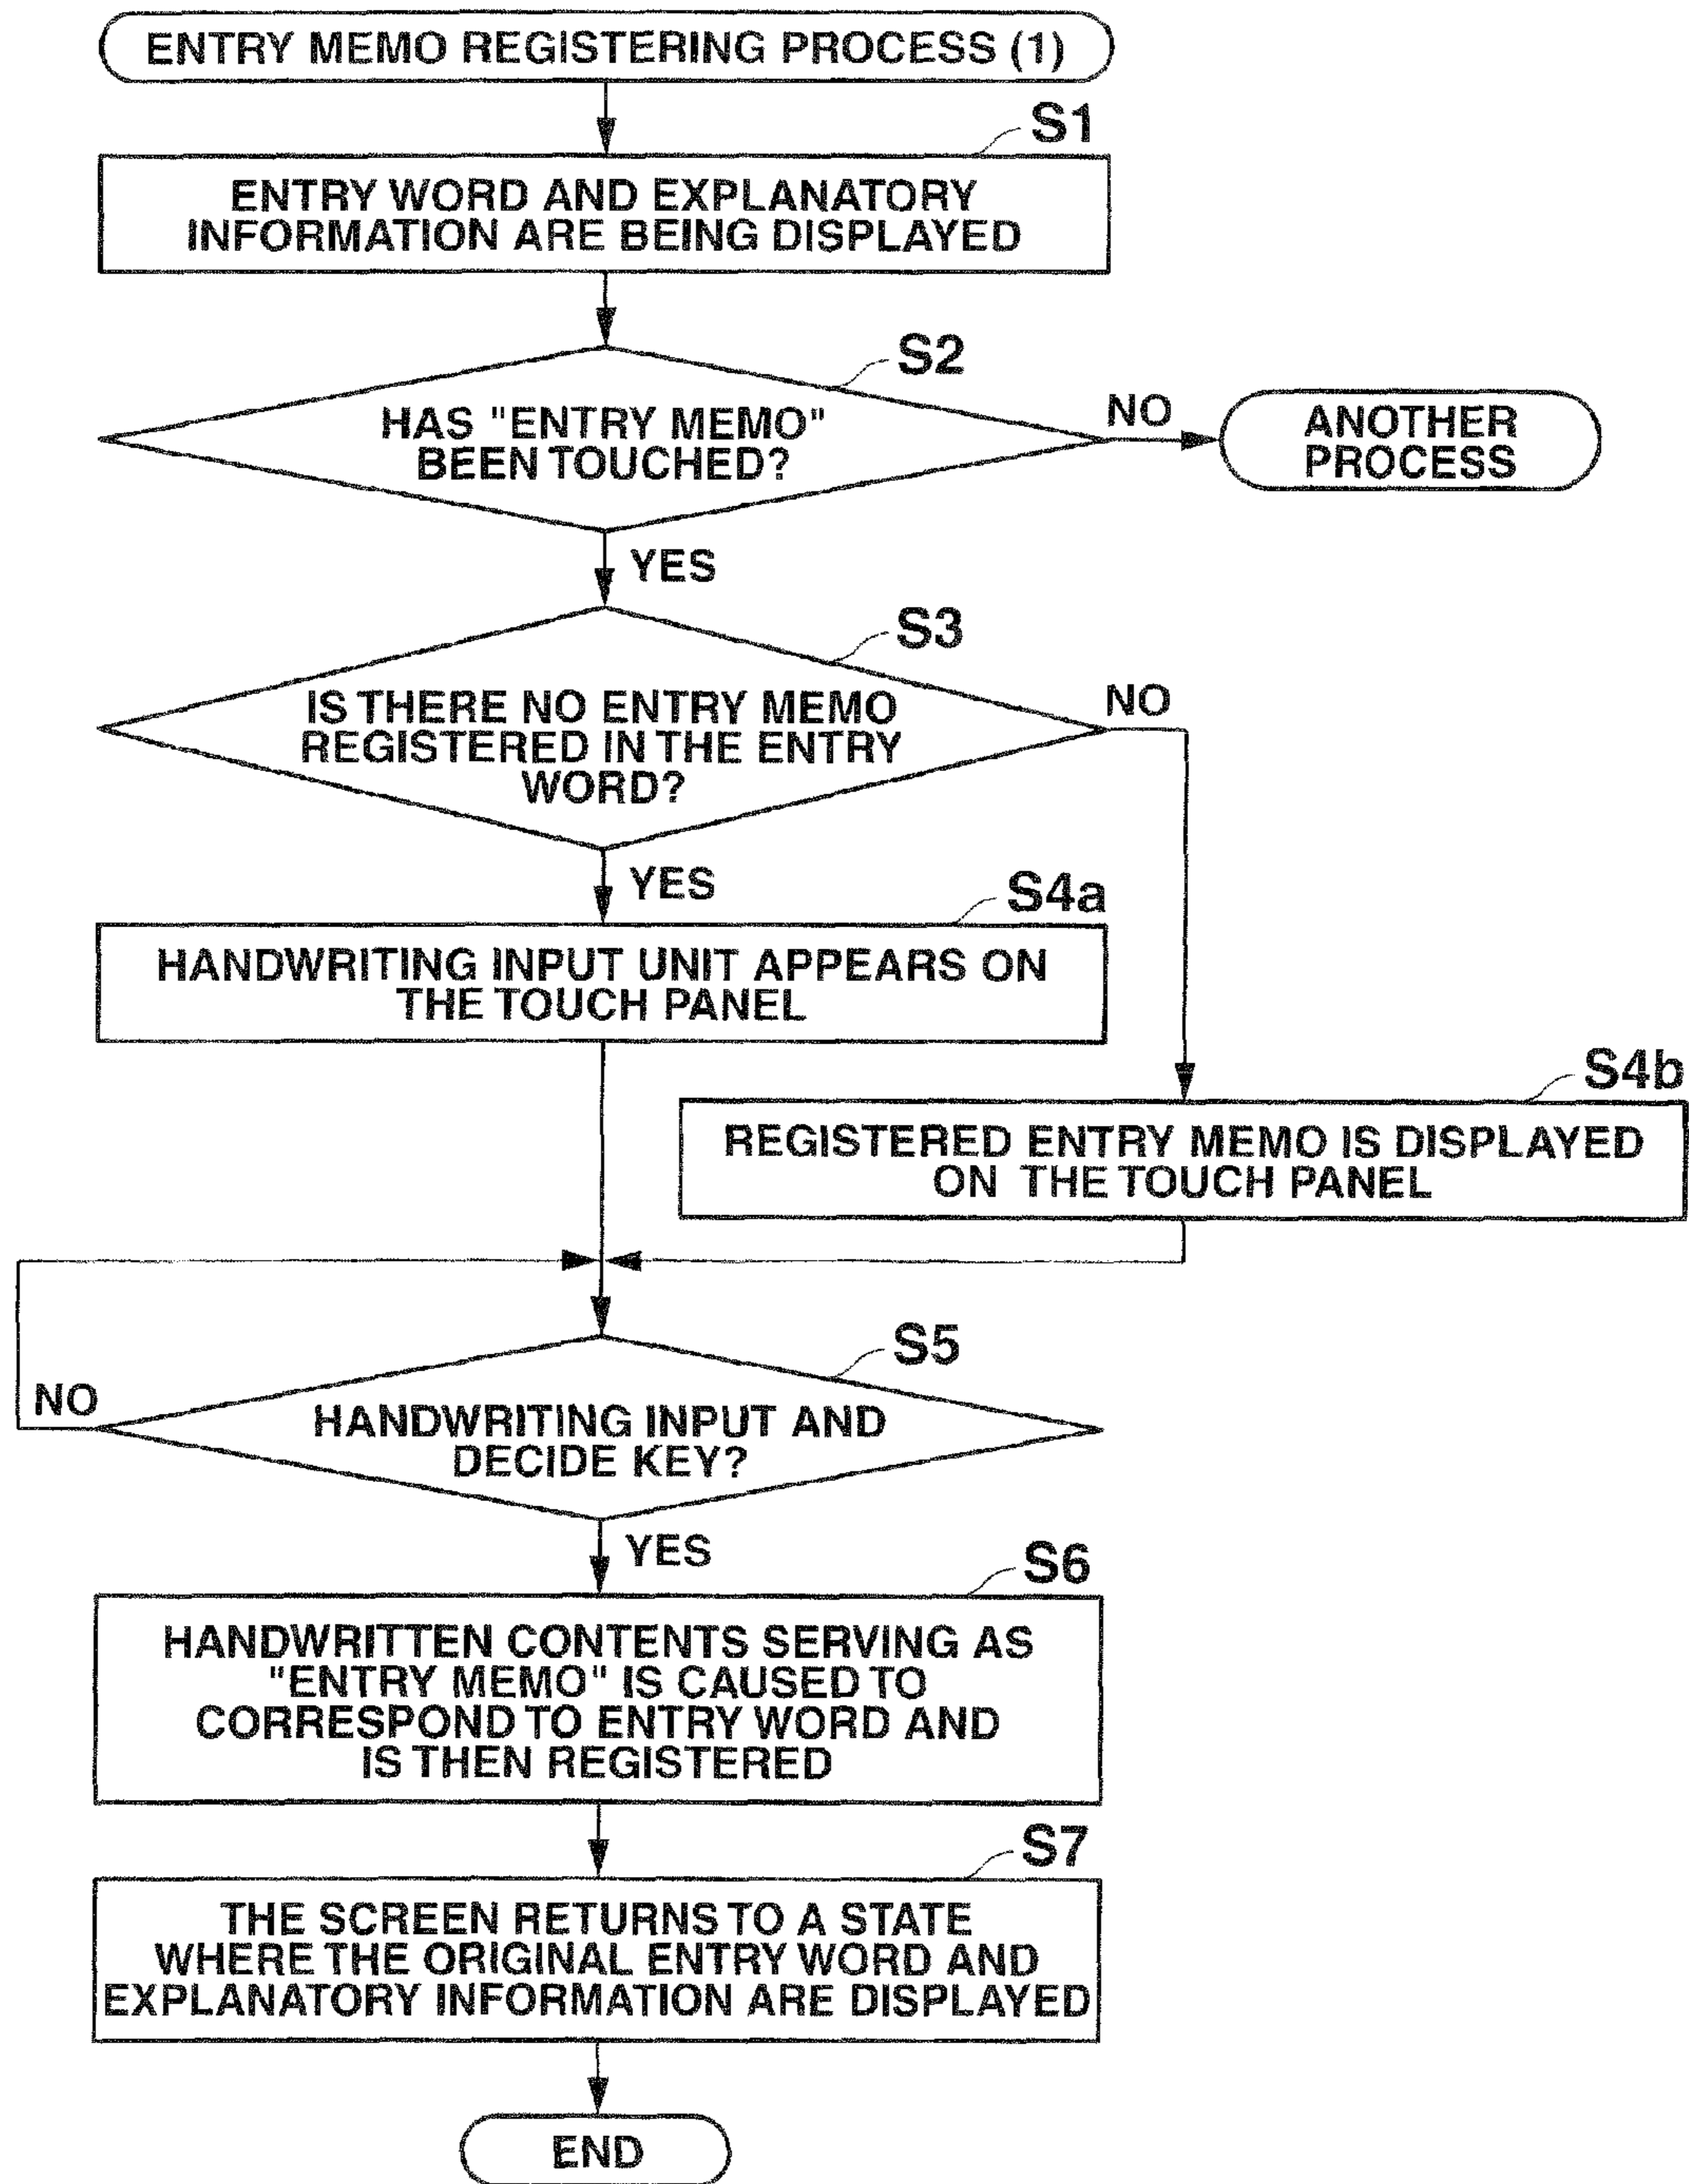 ENTRY MEMO REGISTERING PROCESS (1)
S1
ENTRY WORD AND EXPLANATORY
INFORMATION ARE BEING DISPLAYED
S2
HAS "ENTRY MEMO"
BEEN TOUCHED?
NO
ANOTHER
PROCESS
YES
S3
IS THERE NO ENTRY MEMO
REGISTERED IN THE ENTRY
WORD?
NO
YES
S4a
HANDWRITING INPUT UNIT APPEARS ON
THE TOUCH PANEL
S4b
REGISTERED ENTRY MEMO IS DISPLAYED
ON THE TOUCH PANEL
S5
NO
HANDWRITING INPUT AND
DECIDE KEY?
YES
S6
HANDWRITTEN CONTENTS SERVING AS
"ENTRY MEMO" IS CAUSED TO
CORRESPOND TO ENTRY WORD AND
IS THEN REGISTERED
S7
THE SCREEN RETURNS TO A STATE
WHERE THE ORIGINAL ENTRY WORD AND
EXPLANATORY INFORMATION ARE DISPLAYED
END